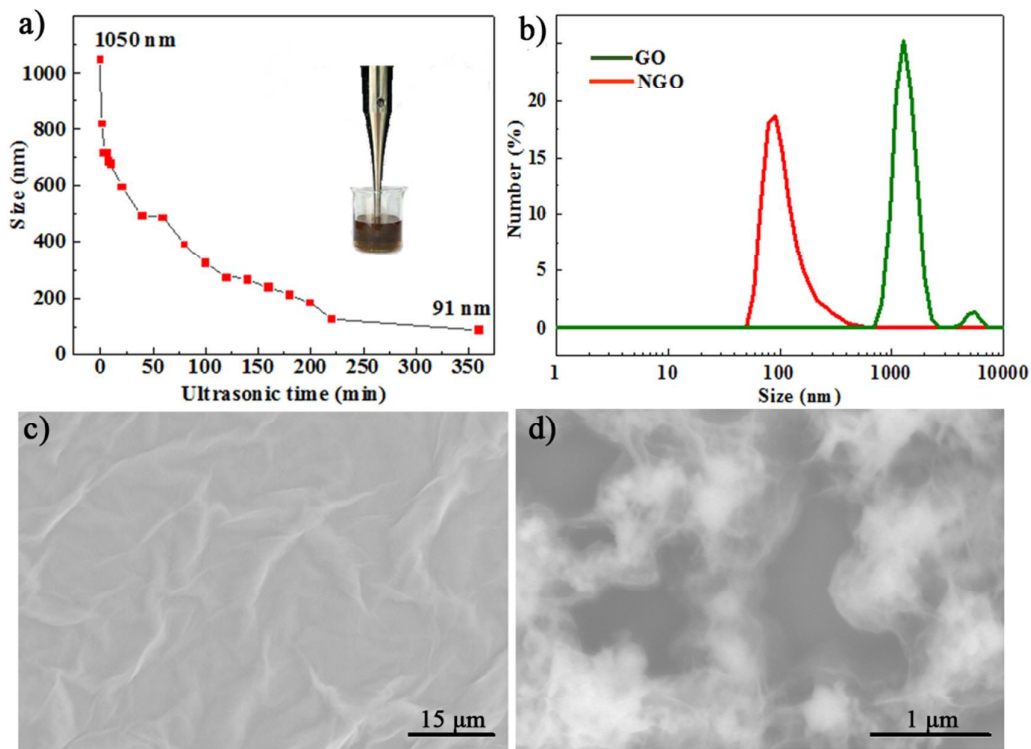 a)
1050 nm
1000
800
600
400
200
0
Size (nm)
91 nm
0 50 100 150 200 250 300 350
Ultrasonic time (min)
b)
GO
NGO
20
15
10
5
0
Number (%)
1 10 100 1000 10000
Size (nm)
c)
15 μm
d)
1 μm